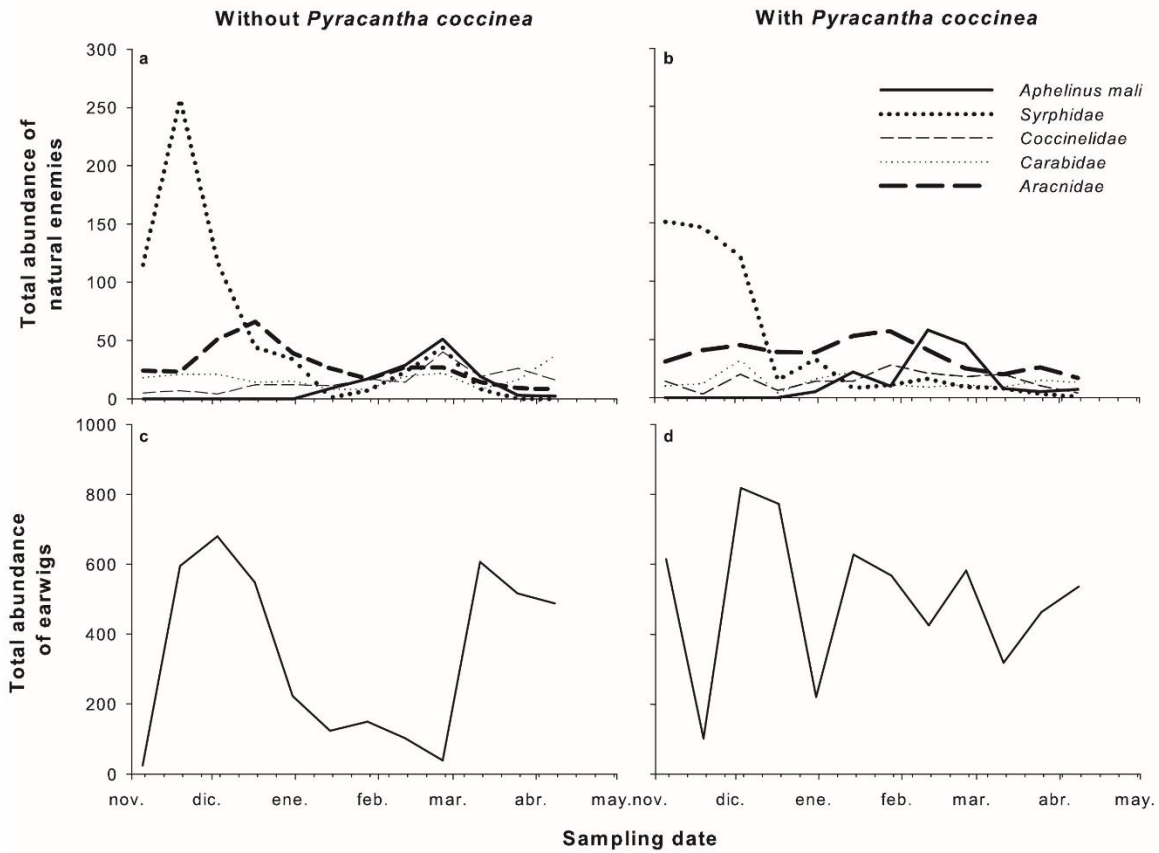 Without Pyracantha coccinea
With Pyracantha coccinea
Total abundance of
natural enemies
300
250
200
150
100
50
0
a
b
Aphelinus mali
Syrphidae
Coccinelidae
Carabidae
Aracnidae
Total abundance
of earwigs
1000
800
600
400
200
0
c
d
nov. dic. ene. feb. mar. abr. may.
nov. dic. ene. feb. mar. abr. may.
Sampling date